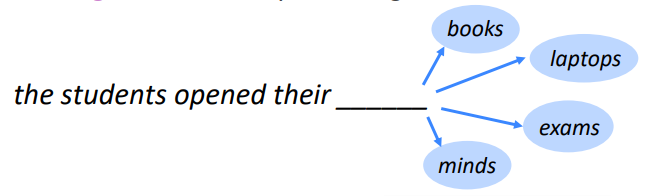 books
laptops
the students opened their ______
exams
minds